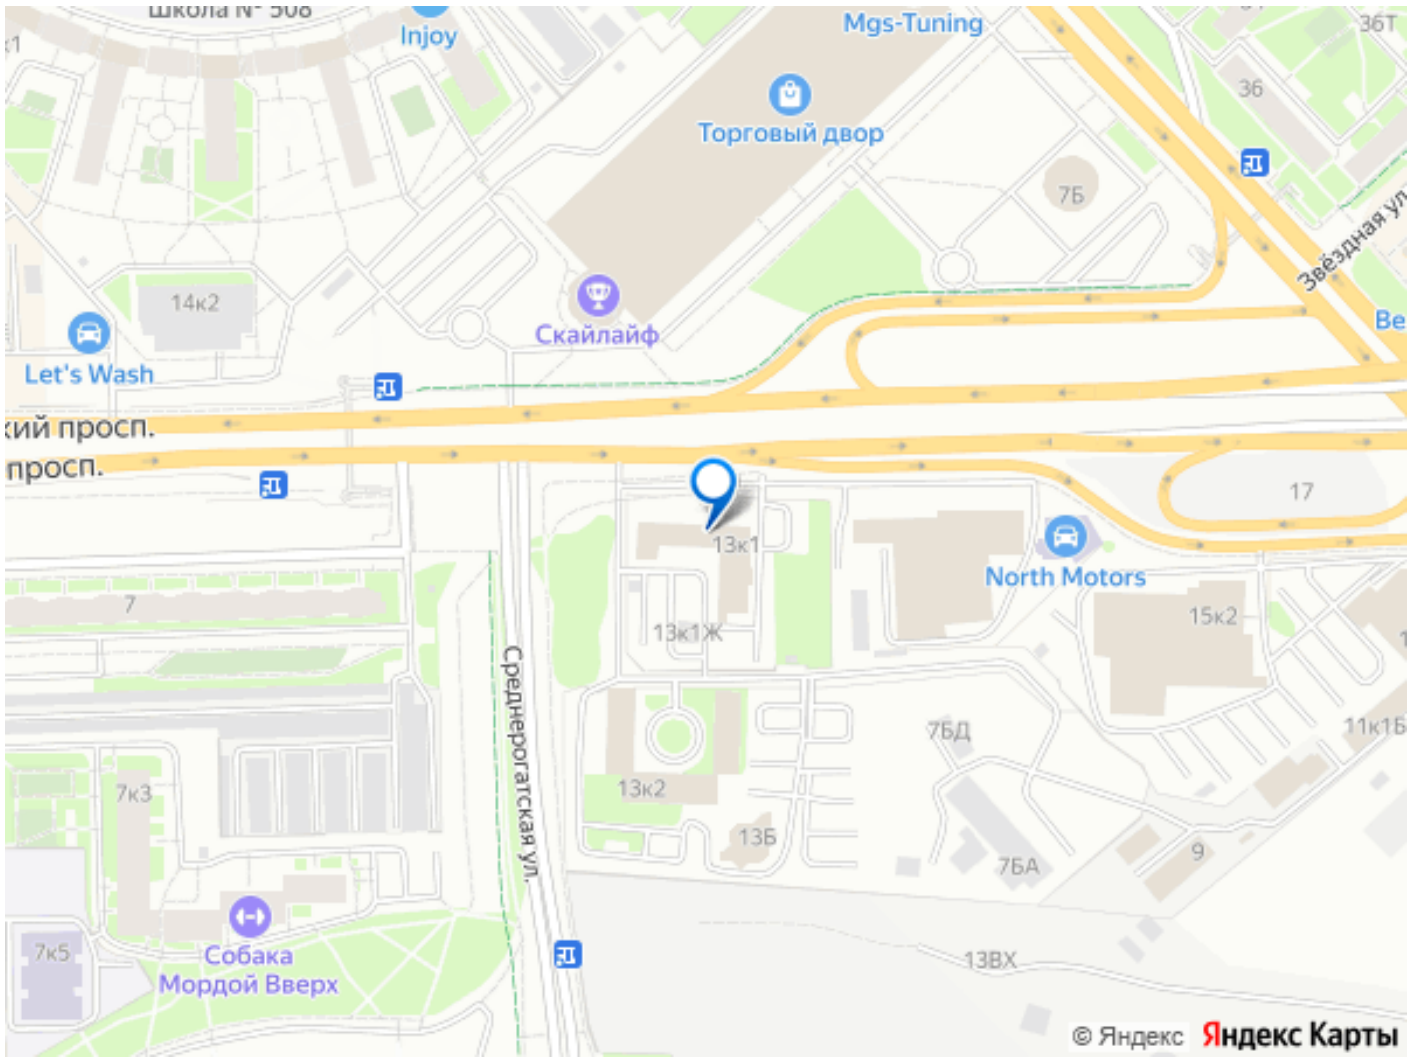 Школа № 508
Injoy
Mgs-Tuning
36Т
к1
36
Торговый двор
7Б
Звёздная ул.
14к2
Скайлайф
Let's Wash
Ве
кий просп.
просп.
17
13к1
North Motors
7
13к1Ж
15к2
Среднерогатская ул.
7БД
11к1Б
7к3
13к2
13Б
7БА
9
7к5
Собака
Мордой Вверх
13ВХ
© Яндекс Яндекс Карты